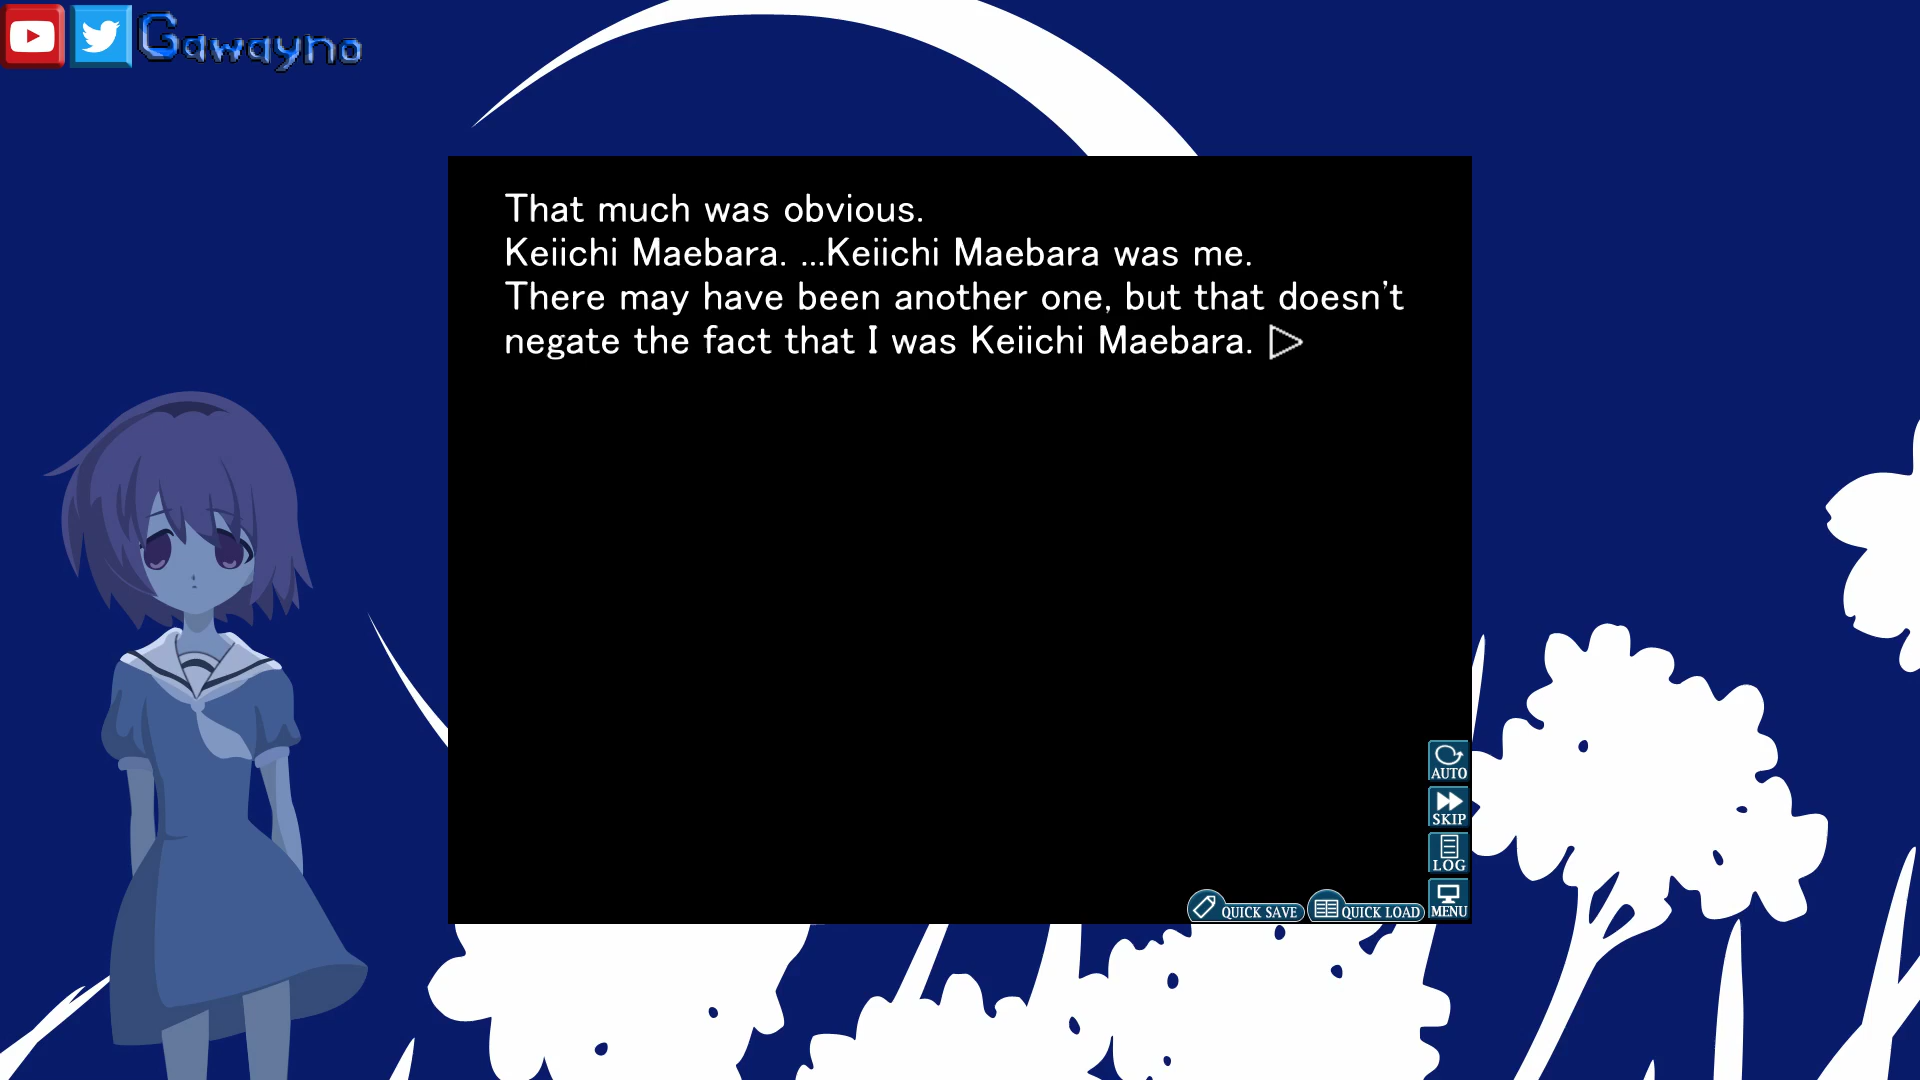 Gawayno
That much was obvious.
Keiichi Maebara. ...Keiichi Maebara was me.
There may have been another one, but that doesn't
negate the fact that I was Keiichi Maebara.
AUTO
SKIP
LOG
MENU
QUICK SAVE
QUICK LOAD